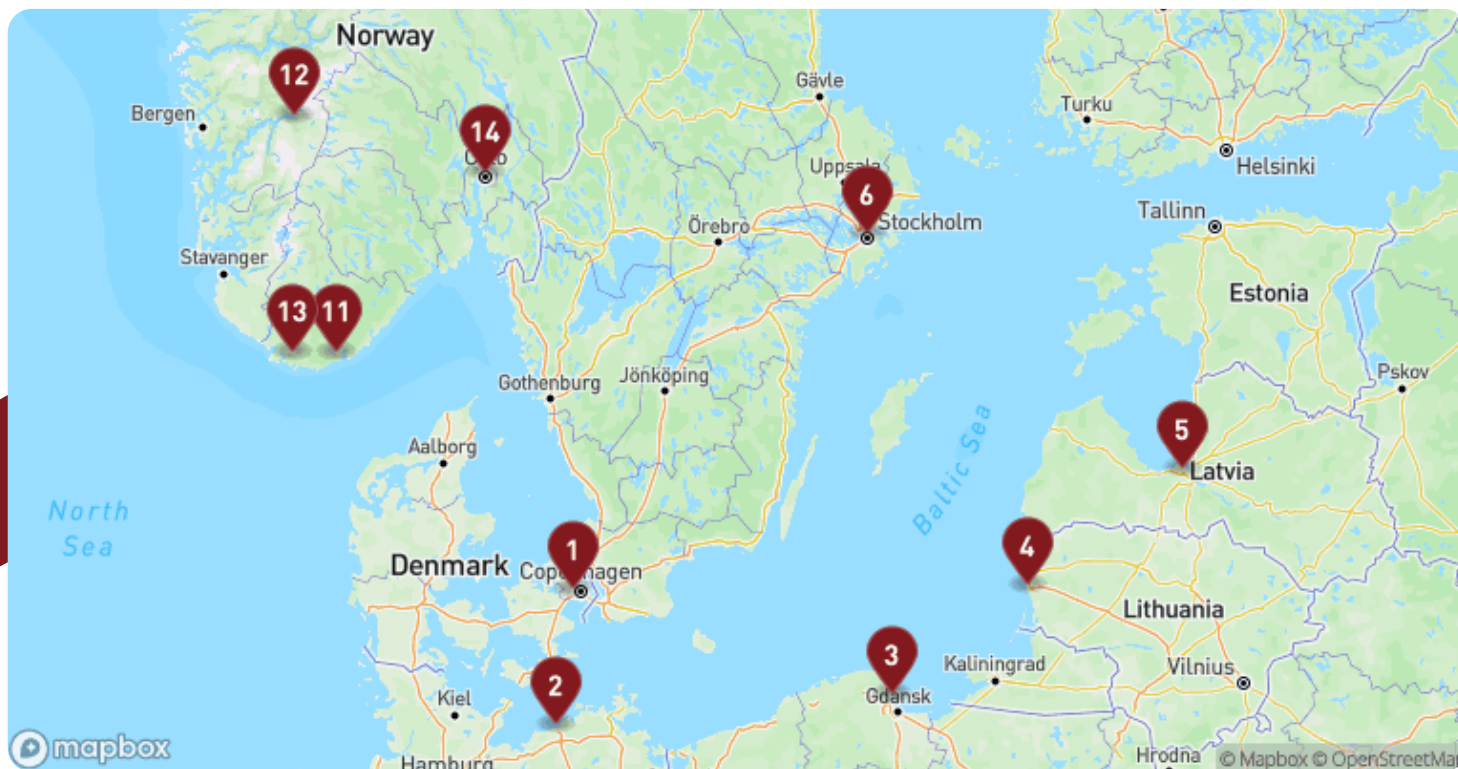 Norway
12
Gävle
Turku
Bergen
14
Helsinki
Uppsala
6
Tallinn
Stockholm
Örebro
Stavanger
Estonia
13
11
Pskov
Gothenburg
Jönköping
5
Aalborg
Latvia
Baltic Sea
North
Sea
1
4
Denmark
Copenhagen
Lithuania
3
Kaliningrad
Vilnius
2
Kiel
Gdansk
mapbox
Hrodna
Hamburg
© Mapbox © OpenStreetMap